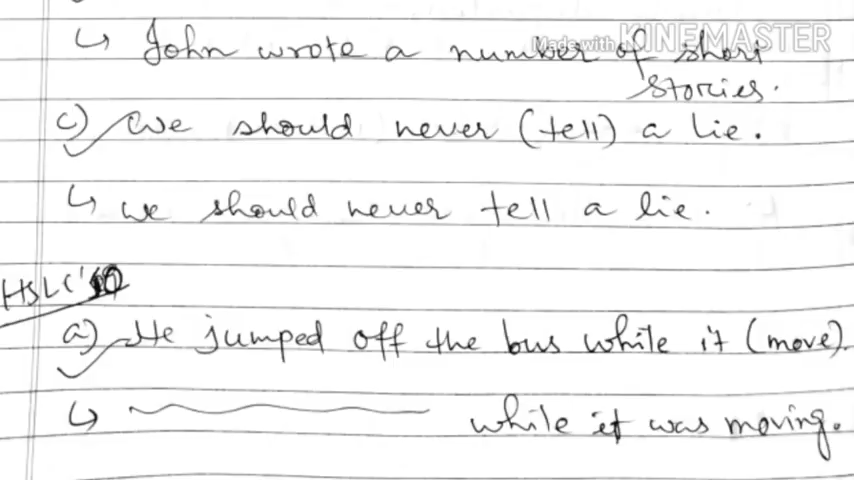 Made with KINEMASTER
↳ John wrote a number of short
stories.
c) We should never (tell) a lie.
↳ we should never tell a lie.
HSLC'10
a) He jumped off the bus while it (move).
↳ while it was moving.